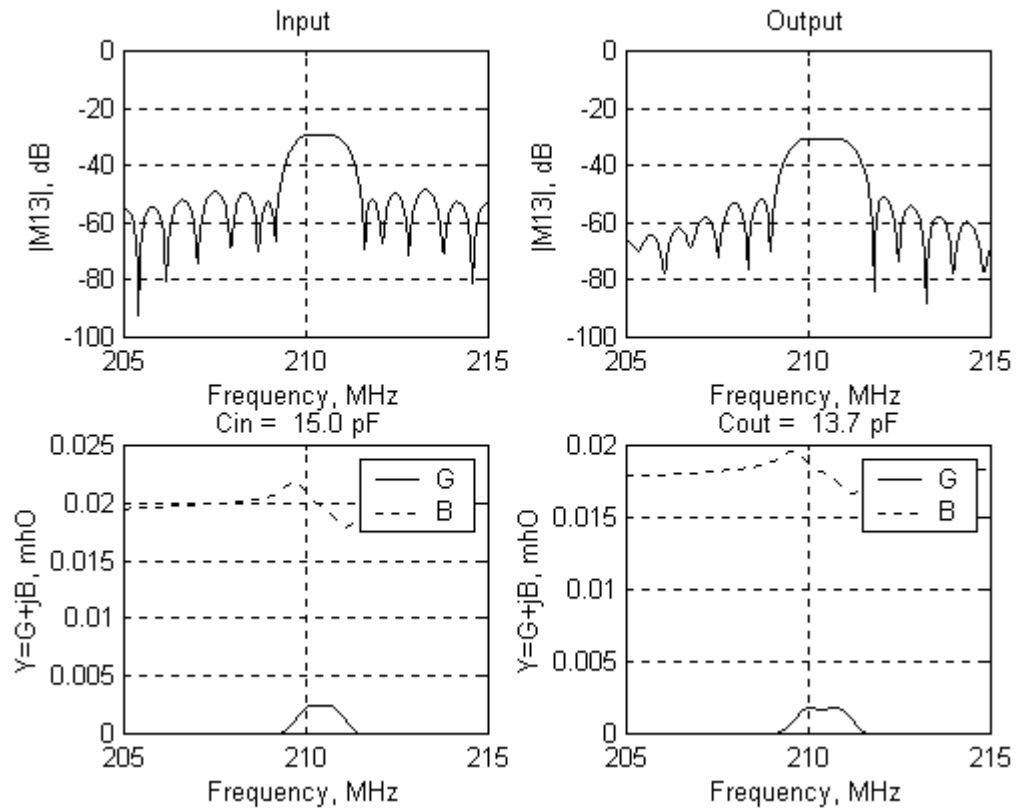 Input
0
-20
-40
-60
-80
-100
|M13|, dB
205
210
215
Frequency, MHz
Output
0
-20
-40
-60
-80
-100
|M13|, dB
205
210
215
Frequency, MHz
Cin = 15.0 pF
0.025
0.02
0.015
0.01
0.005
0
Y=G+jB, mhO
G
B
205
210
215
Frequency, MHz
Cout = 13.7 pF
0.02
0.015
0.01
0.005
0
Y=G+jB, mhO
G
B
205
210
215
Frequency, MHz